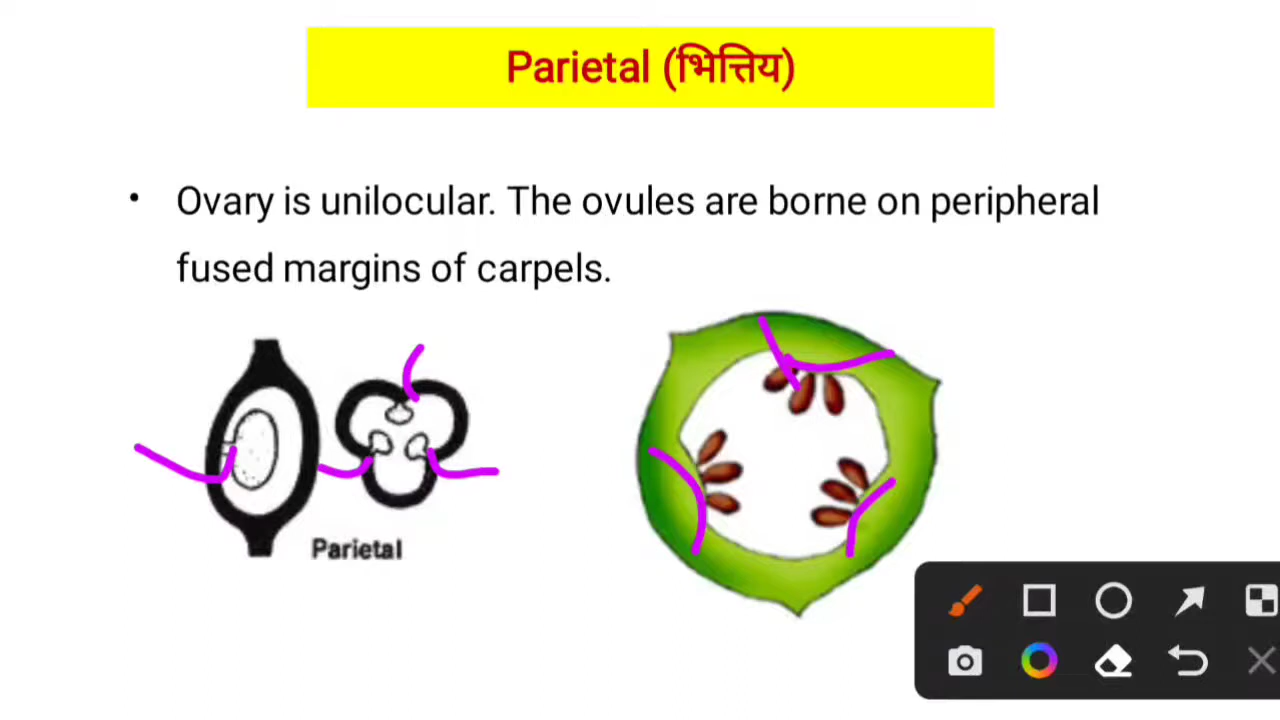 Parietal (भित्तिय)
• Ovary is unilocular. The ovules are borne on peripheral
fused margins of carpels.
Parietal